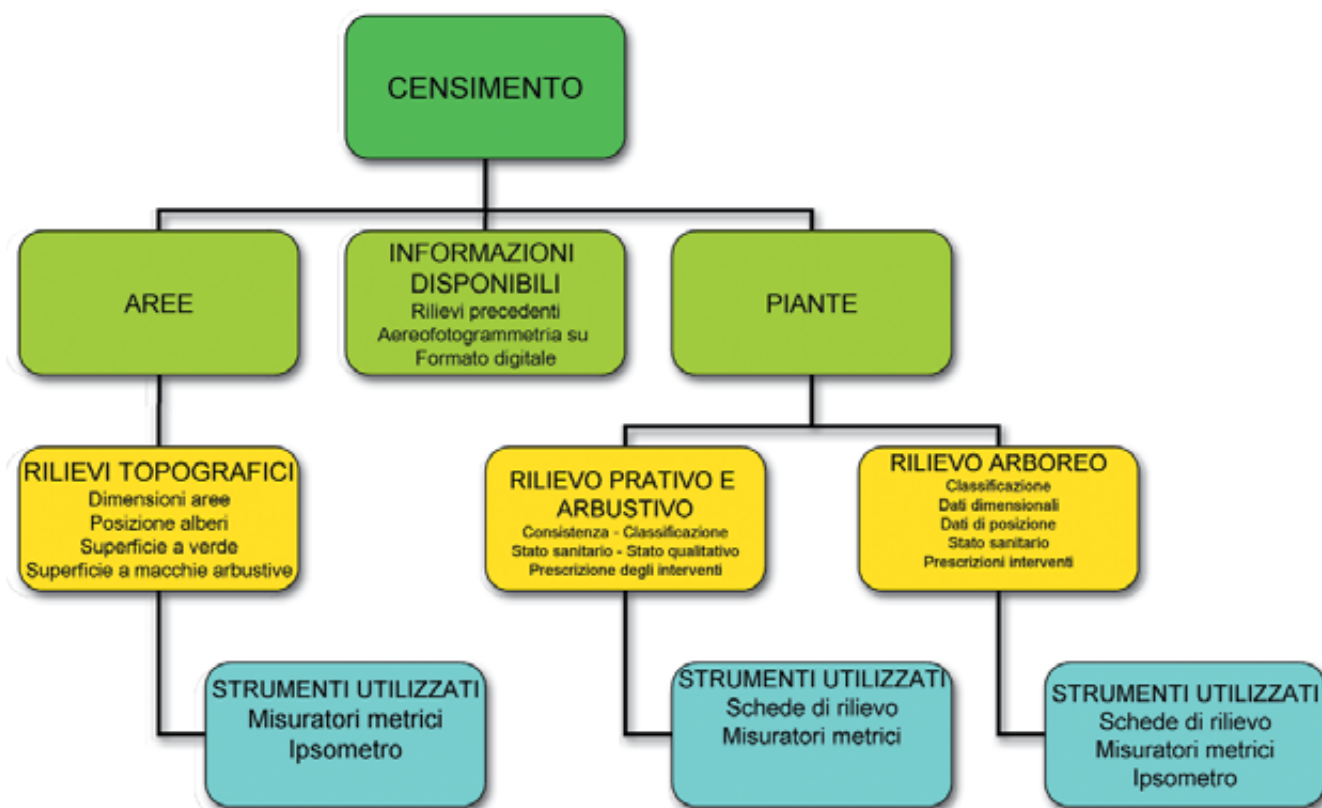 CENSIMENTO
AREE
INFORMAZIONI
DISPONIBILI
Rilievi precedenti
Aereofotogrammetria su
Formato digitale
PIANTE
RILIEVI TOPOGRAFICI
Dimensioni aree
Posizione alberi
Superficie a verde
Superficie a macchie arbustive
RILIEVO PRATIVO E
ARBUSTIVO
Consistenza - Classificazione
Stato sanitario - Stato qualitativo
Prescrizione degli interventi
RILIEVO ARBOREO
Classificazione
Dati dimensionali
Dati di posizione
Stato sanitario
Prescrizioni interventi
STRUMENTI UTILIZZATI
Misuratori metrici
Ipsometro
STRUMENTI UTILIZZATI
Schede di rilievo
Misuratori metrici
STRUMENTI UTILIZZATI
Schede di rilievo
Misuratori metrici
Ipsometro